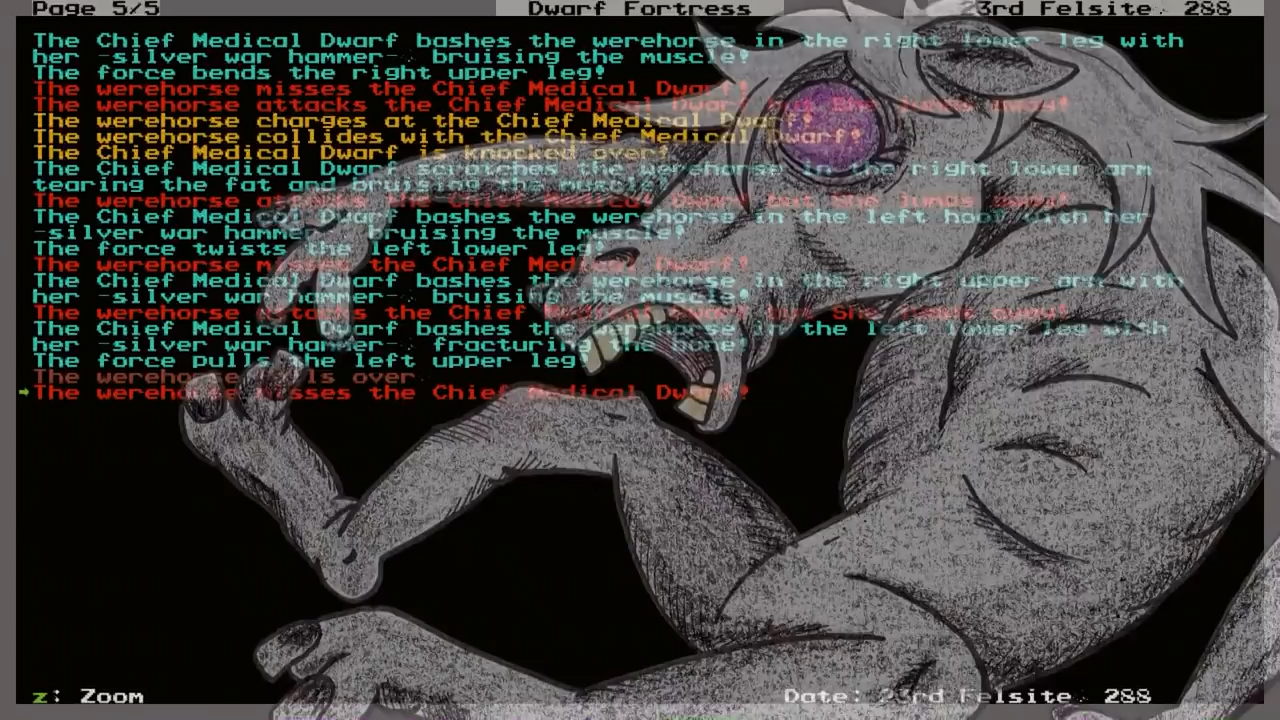 Page 5/5 Dwarf Fortress 23rd Felsite, 288
The Chief Medical Dwarf bashes the werehorse in the right lower leg with
her -silver war hammer-, bruising the muscle!
The force bends the right upper leg!
The werehorse misses the Chief Medical Dwarf!
The werehorse attacks the Chief Medical Dwarf but She jumps away!
The werehorse charges at the Chief Medical Dwarf!
The werehorse collides with the Chief Medical Dwarf!
The Chief Medical Dwarf is knocked over!
The Chief Medical Dwarf scratches the werehorse in the right lower arm,
tearing the fat and bruising the muscle!
The werehorse attacks the Chief Medical Dwarf but She jumps away!
The Chief Medical Dwarf bashes the werehorse in the left hoof with her
-silver war hammer-, bruising the muscle!
The force twists the left lower leg!
The werehorse misses the Chief Medical Dwarf!
The Chief Medical Dwarf bashes the werehorse in the right upper arm with
her -silver war hammer-, bruising the muscle!
The werehorse attacks the Chief Medical Dwarf but She jumps away!
The Chief Medical Dwarf bashes the werehorse in the left lower leg with
her -silver war hammer-, fracturing the bone!
The force pulls the left upper leg!
The werehorse falls over.
The werehorse misses the Chief Medical Dwarf!
z: Zoom Date: 23rd Felsite, 288